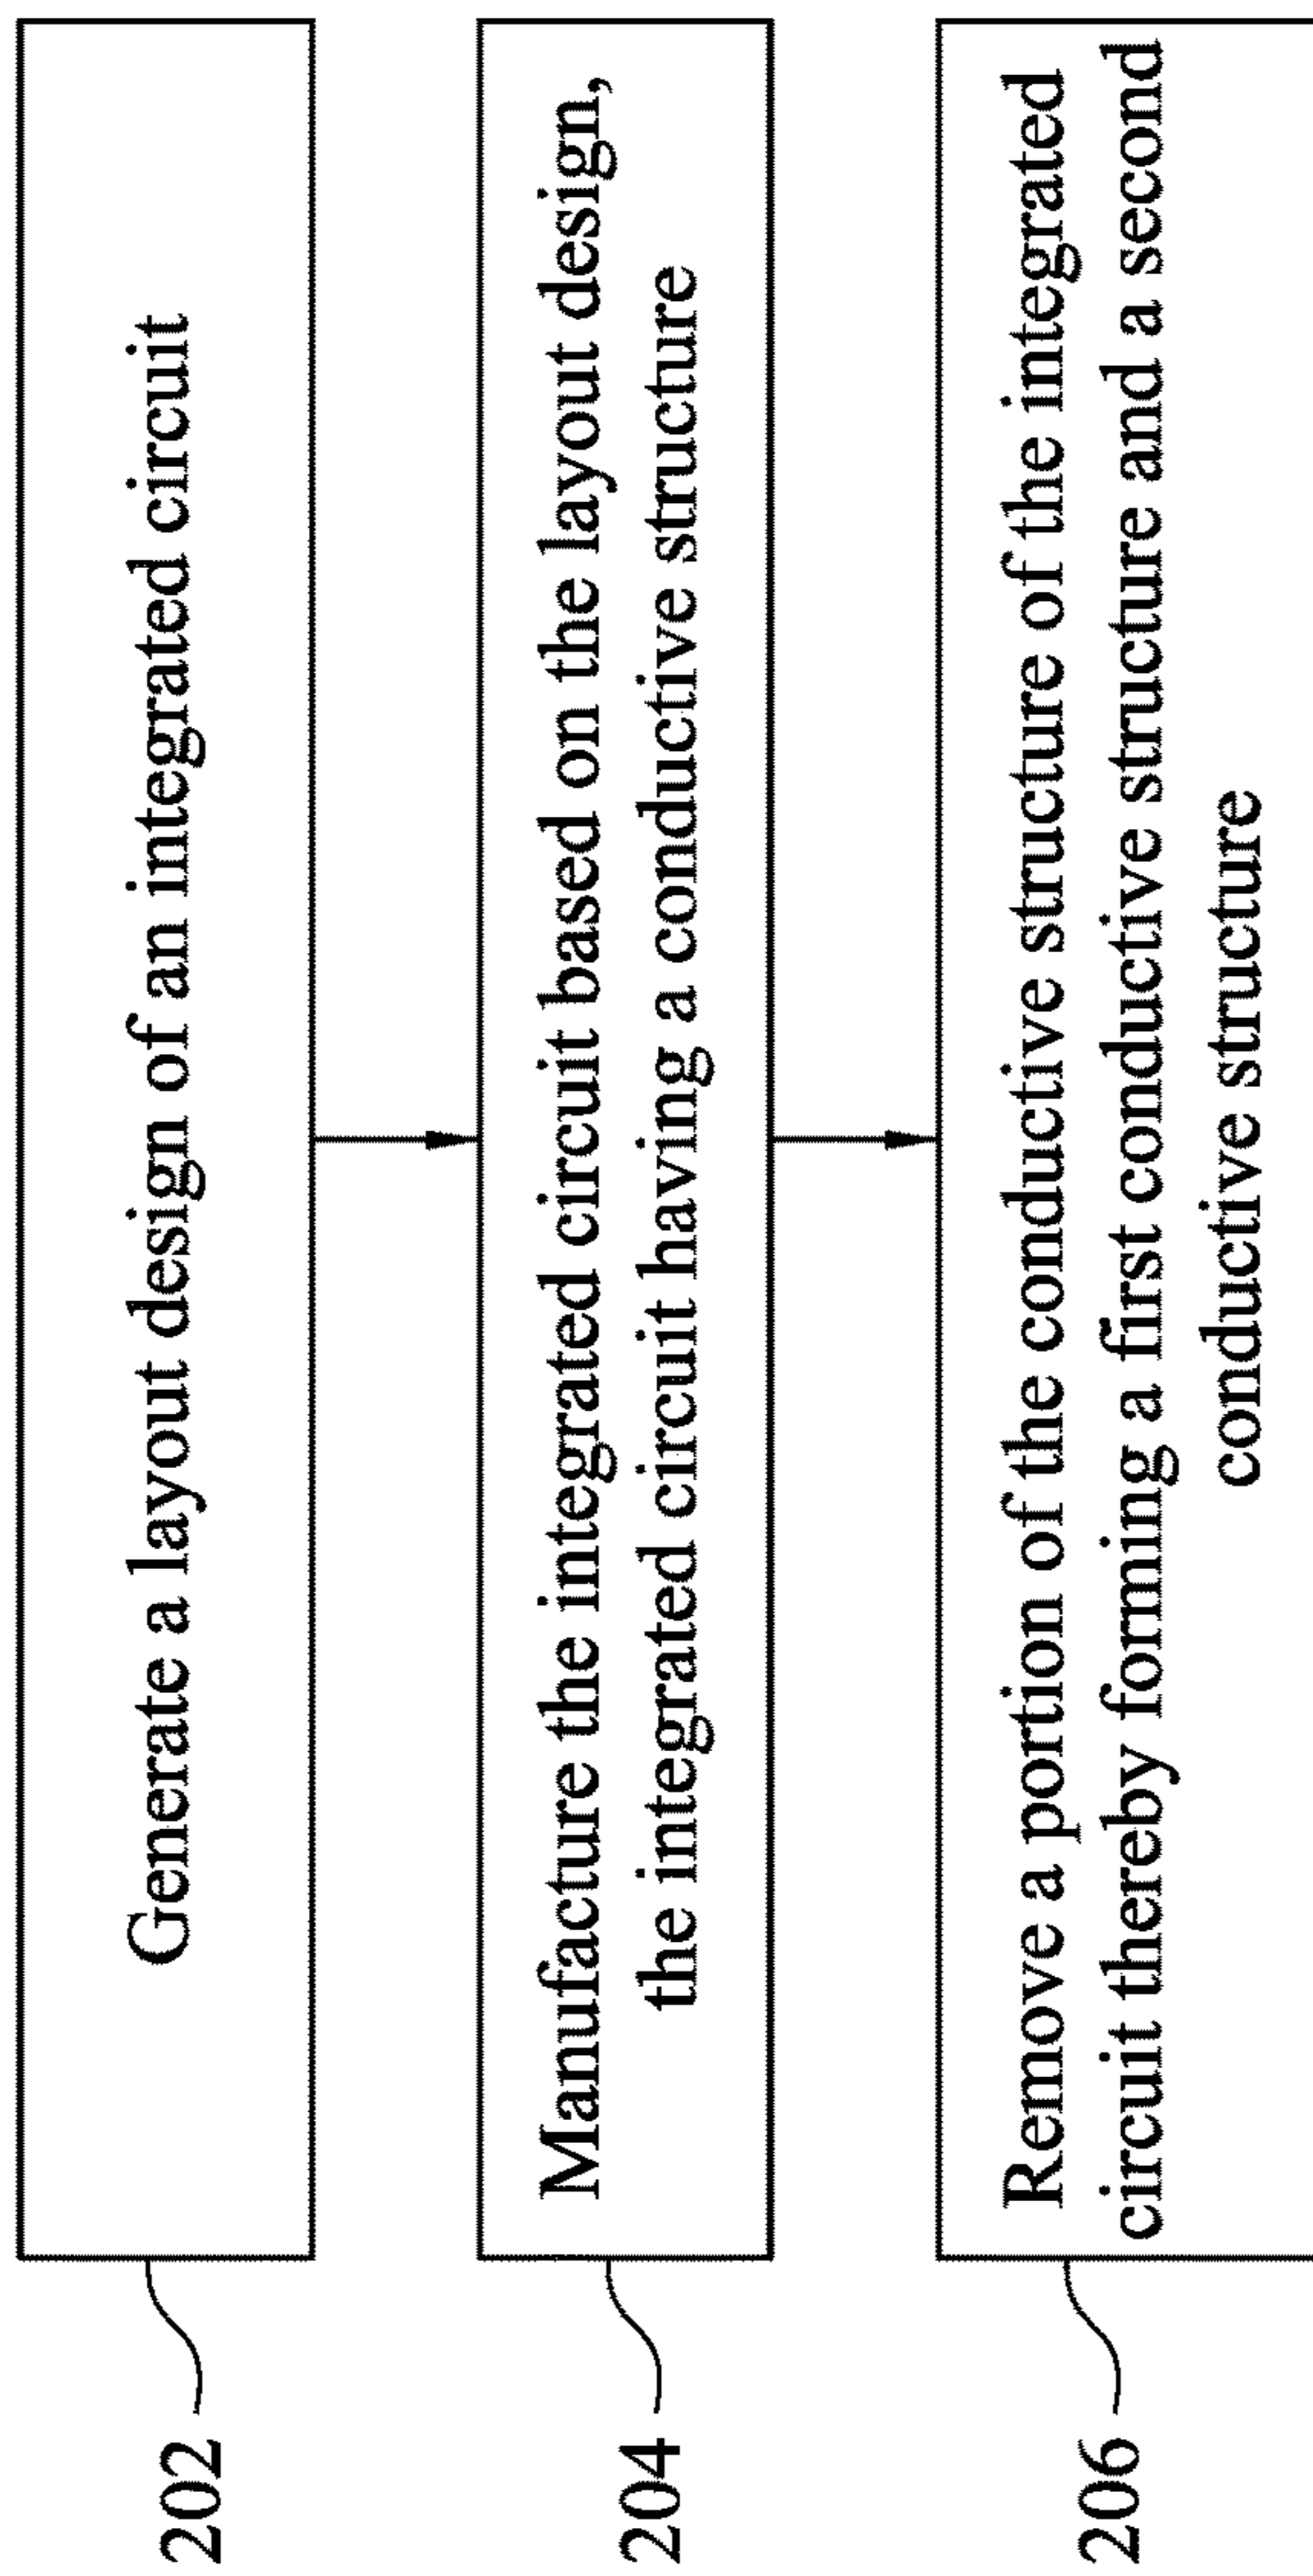 202
Generate a layout design of an integrated circuit
204
Manufacture the integrated circuit based on the layout design,
the integrated circuit having a conductive structure
206
Remove a portion of the conductive structure of the integrated
circuit thereby forming a first conductive structure and a second
conductive structure